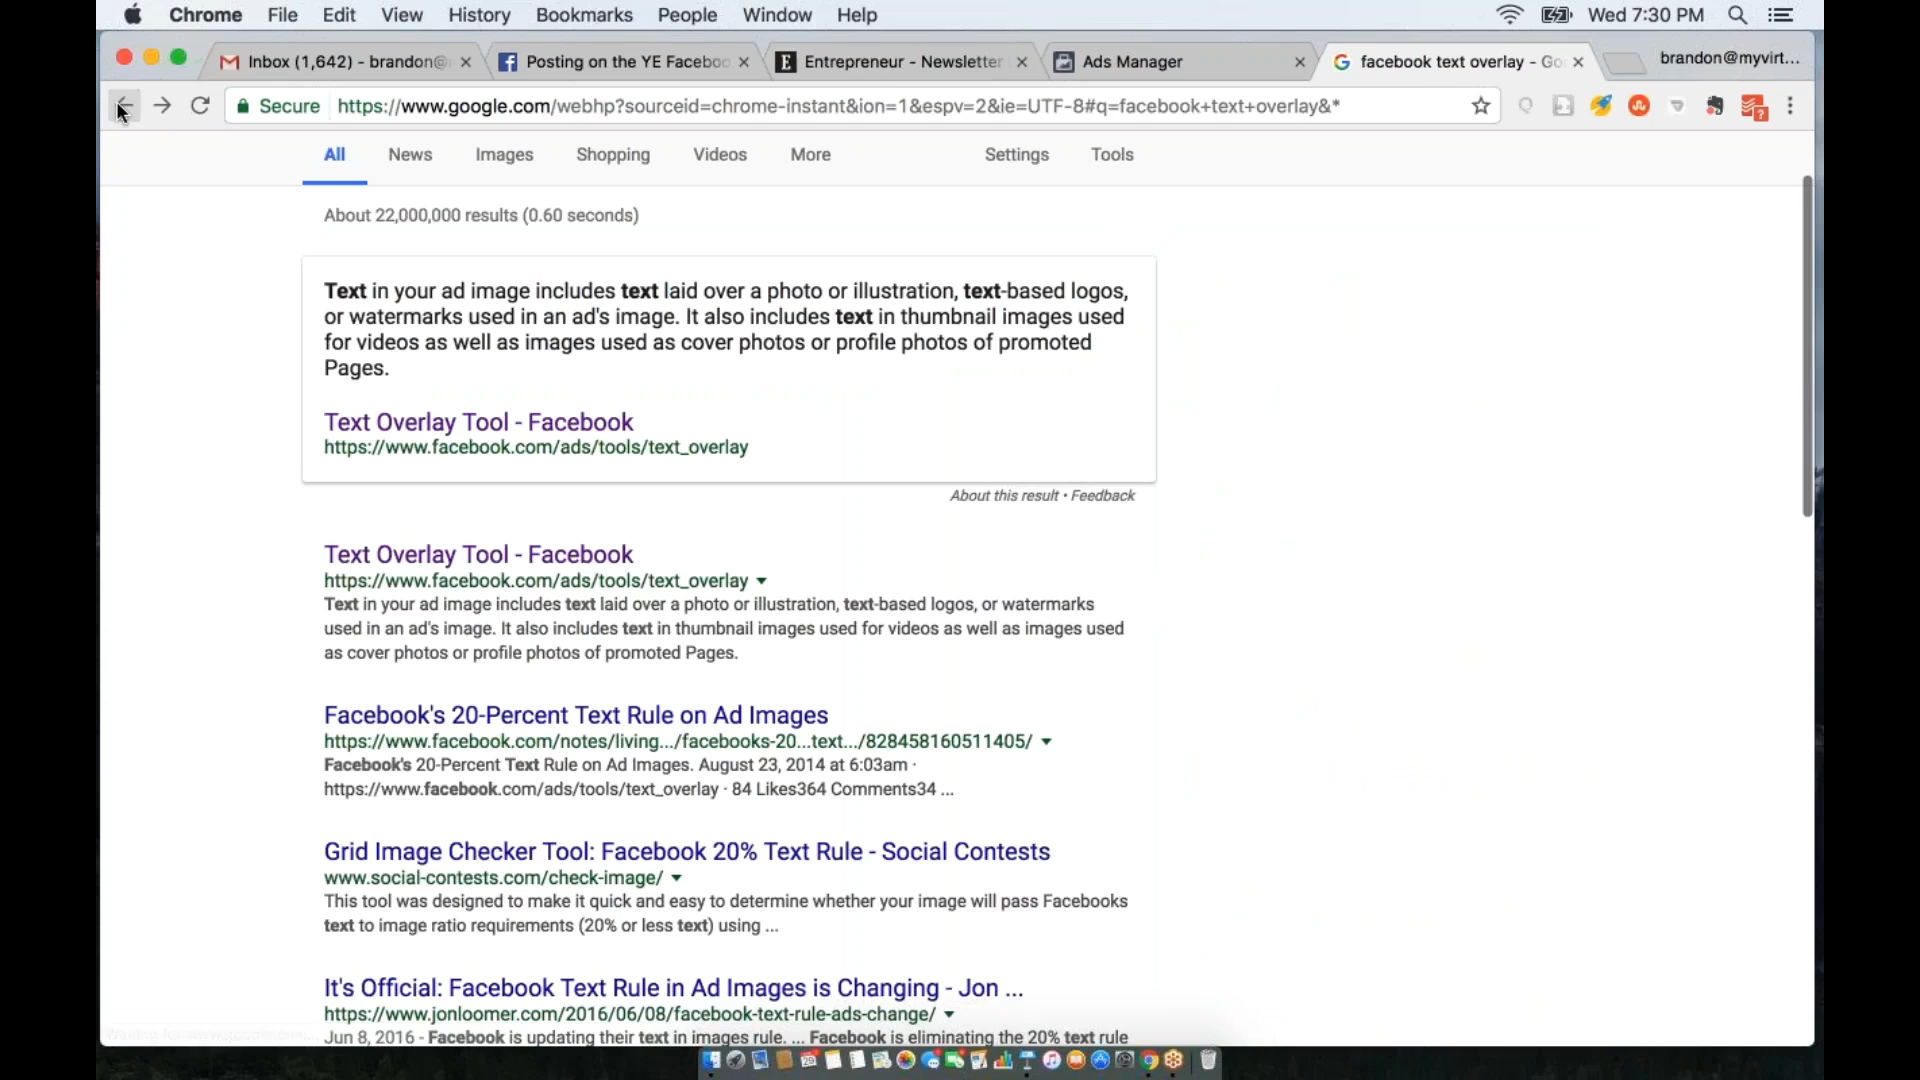 Chrome File Edit View History Bookmarks People Window Help Wed 7:30 PM
Inbox (1,642) - brandon@ Posting on the YE Faceboo Entrepreneur - Newsletter Ads Manager facebook text overlay - Go brandon@myvirt...
Secure https://www.google.com/webhp?sourceid=chrome-instant&ion=1&espv=2&ie=UTF-8#q=facebook+text+overlay&*
All News Images Shopping Videos More Settings Tools
About 22,000,000 results (0.60 seconds)
Text in your ad image includes text laid over a photo or illustration, text-based logos,
or watermarks used in an ad's image. It also includes text in thumbnail images used
for videos as well as images used as cover photos or profile photos of promoted
Pages.
Text Overlay Tool - Facebook
https://www.facebook.com/ads/tools/text_overlay
About this result • Feedback
Text Overlay Tool - Facebook
https://www.facebook.com/ads/tools/text_overlay
Text in your ad image includes text laid over a photo or illustration, text-based logos, or watermarks
used in an ad's image. It also includes text in thumbnail images used for videos as well as images used
as cover photos or profile photos of promoted Pages.
Facebook's 20-Percent Text Rule on Ad Images
https://www.facebook.com/notes/living.../facebooks-20...text.../828458160511405/
Facebook's 20-Percent Text Rule on Ad Images. August 23, 2014 at 6:03am ·
https://www.facebook.com/ads/tools/text_overlay · 84 Likes364 Comments34 ...
Grid Image Checker Tool: Facebook 20% Text Rule - Social Contests
www.social-contests.com/check-image/
This tool was designed to make it quick and easy to determine whether your image will pass Facebooks
text to image ratio requirements (20% or less text) using ...
It's Official: Facebook Text Rule in Ad Images is Changing - Jon ...
https://www.jonloomer.com/2016/06/08/facebook-text-rule-ads-change/
Jun 8, 2016 - Facebook is updating their text in images rule. ... Facebook is eliminating the 20% text rule